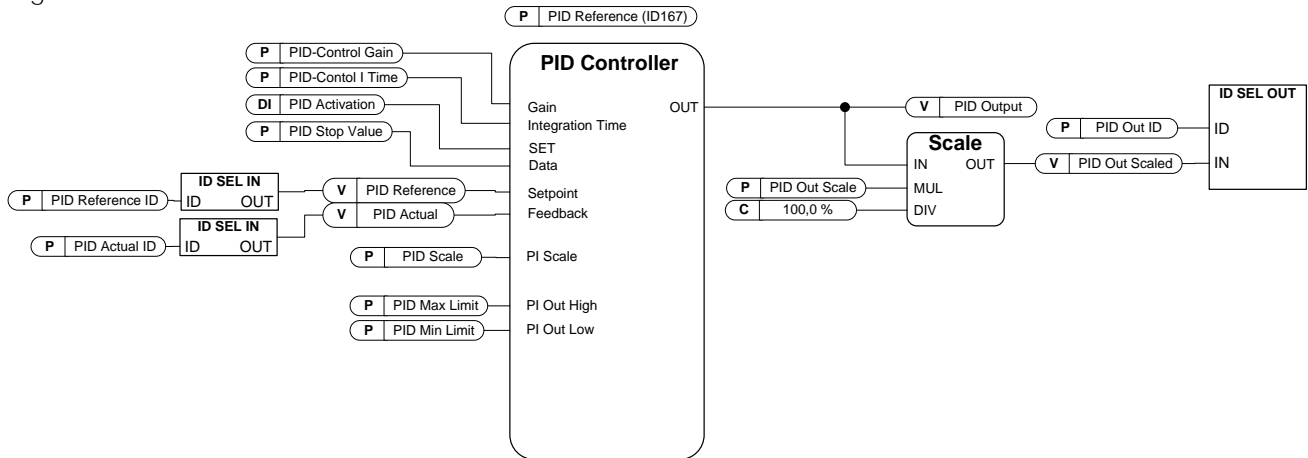 P PID Reference (ID167)
PID Controller
P PID-Control Gain
P PID-Contol I Time
DI PID Activation
P PID Stop Value
Gain OUT
Integration Time
SET
Data
Setpoint
Feedback
PI Scale
PI Out High
PI Out Low
ID SEL IN
P PID Reference ID ID OUT
V PID Reference
ID SEL IN
P PID Actual ID ID OUT
V PID Actual
P PID Scale
P PID Max Limit
P PID Min Limit
V PID Output
Scale
IN OUT
MUL
DIV
P PID Out Scale
C 100,0 %
V PID Out Scaled
P PID Out ID
ID SEL OUT
ID
IN